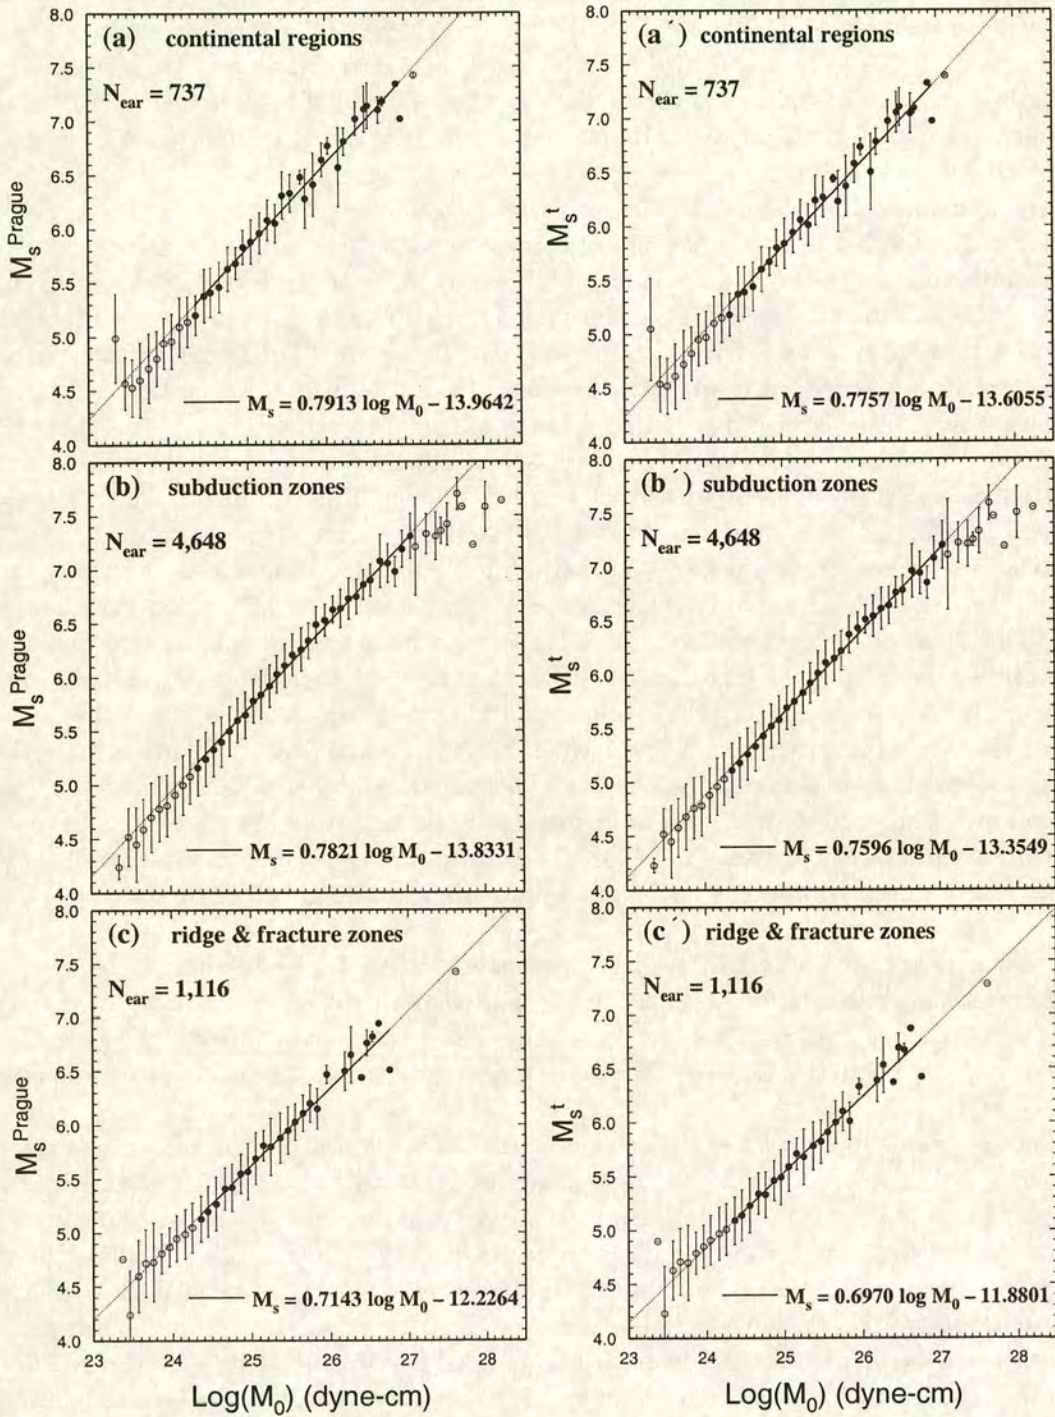 (a) continental regions
N_ear = 737
M_s^Prague
8.0
7.5
7.0
6.5
6.0
5.5
5.0
4.5
4.0
M_s = 0.7913 log M_0 – 13.9642
(a´) continental regions
N_ear = 737
M_s^t
8.0
7.5
7.0
6.5
6.0
5.5
5.0
4.5
4.0
M_s = 0.7757 log M_0 – 13.6055
(b) subduction zones
N_ear = 4,648
M_s^Prague
8.0
7.5
7.0
6.5
6.0
5.5
5.0
4.5
4.0
M_s = 0.7821 log M_0 – 13.8331
(b´) subduction zones
N_ear = 4,648
M_s^t
8.0
7.5
7.0
6.5
6.0
5.5
5.0
4.5
4.0
M_s = 0.7596 log M_0 – 13.3549
(c) ridge & fracture zones
N_ear = 1,116
M_s^Prague
8.0
7.5
7.0
6.5
6.0
5.5
5.0
4.5
4.0
M_s = 0.7143 log M_0 – 12.2264
23 24 25 26 27 28
Log(M_0) (dyne-cm)
(c´) ridge & fracture zones
N_ear = 1,116
M_s^t
8.0
7.5
7.0
6.5
6.0
5.5
5.0
4.5
4.0
M_s = 0.6970 log M_0 – 11.8801
23 24 25 26 27 28
Log(M_0) (dyne-cm)